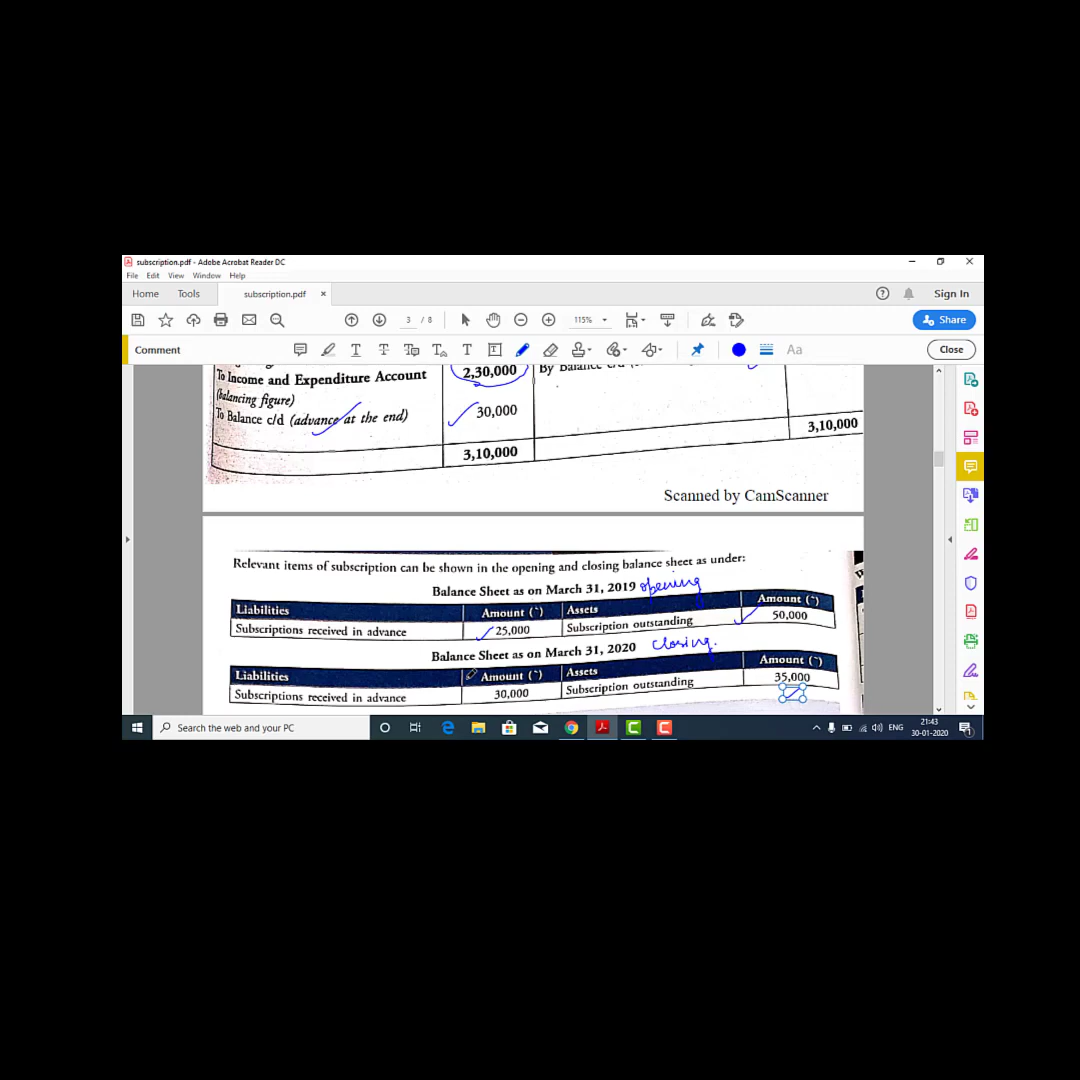 subscription.pdf - Adobe Acrobat Reader DC
File Edit View Window Help
Home Tools subscription.pdf × Sign In
3 / 8 115% Share
Comment Aa Close
To Income and Expenditure Account 2,30,000 By Balance c/d
(balancing figure)
To Balance c/d (advance at the end) 30,000
3,10,000 3,10,000
Scanned by CamScanner
Relevant items of subscription can be shown in the opening and closing balance sheet as under:
Balance Sheet as on March 31, 2019 opening
Liabilities Amount (`) Assets Amount (`)
Subscriptions received in advance 25,000 Subscription outstanding 50,000
Balance Sheet as on March 31, 2020 closing.
Liabilities Amount (`) Assets Amount (`)
Subscriptions received in advance 30,000 Subscription outstanding 35,000
Search the web and your PC ENG 21:43
30-01-2020